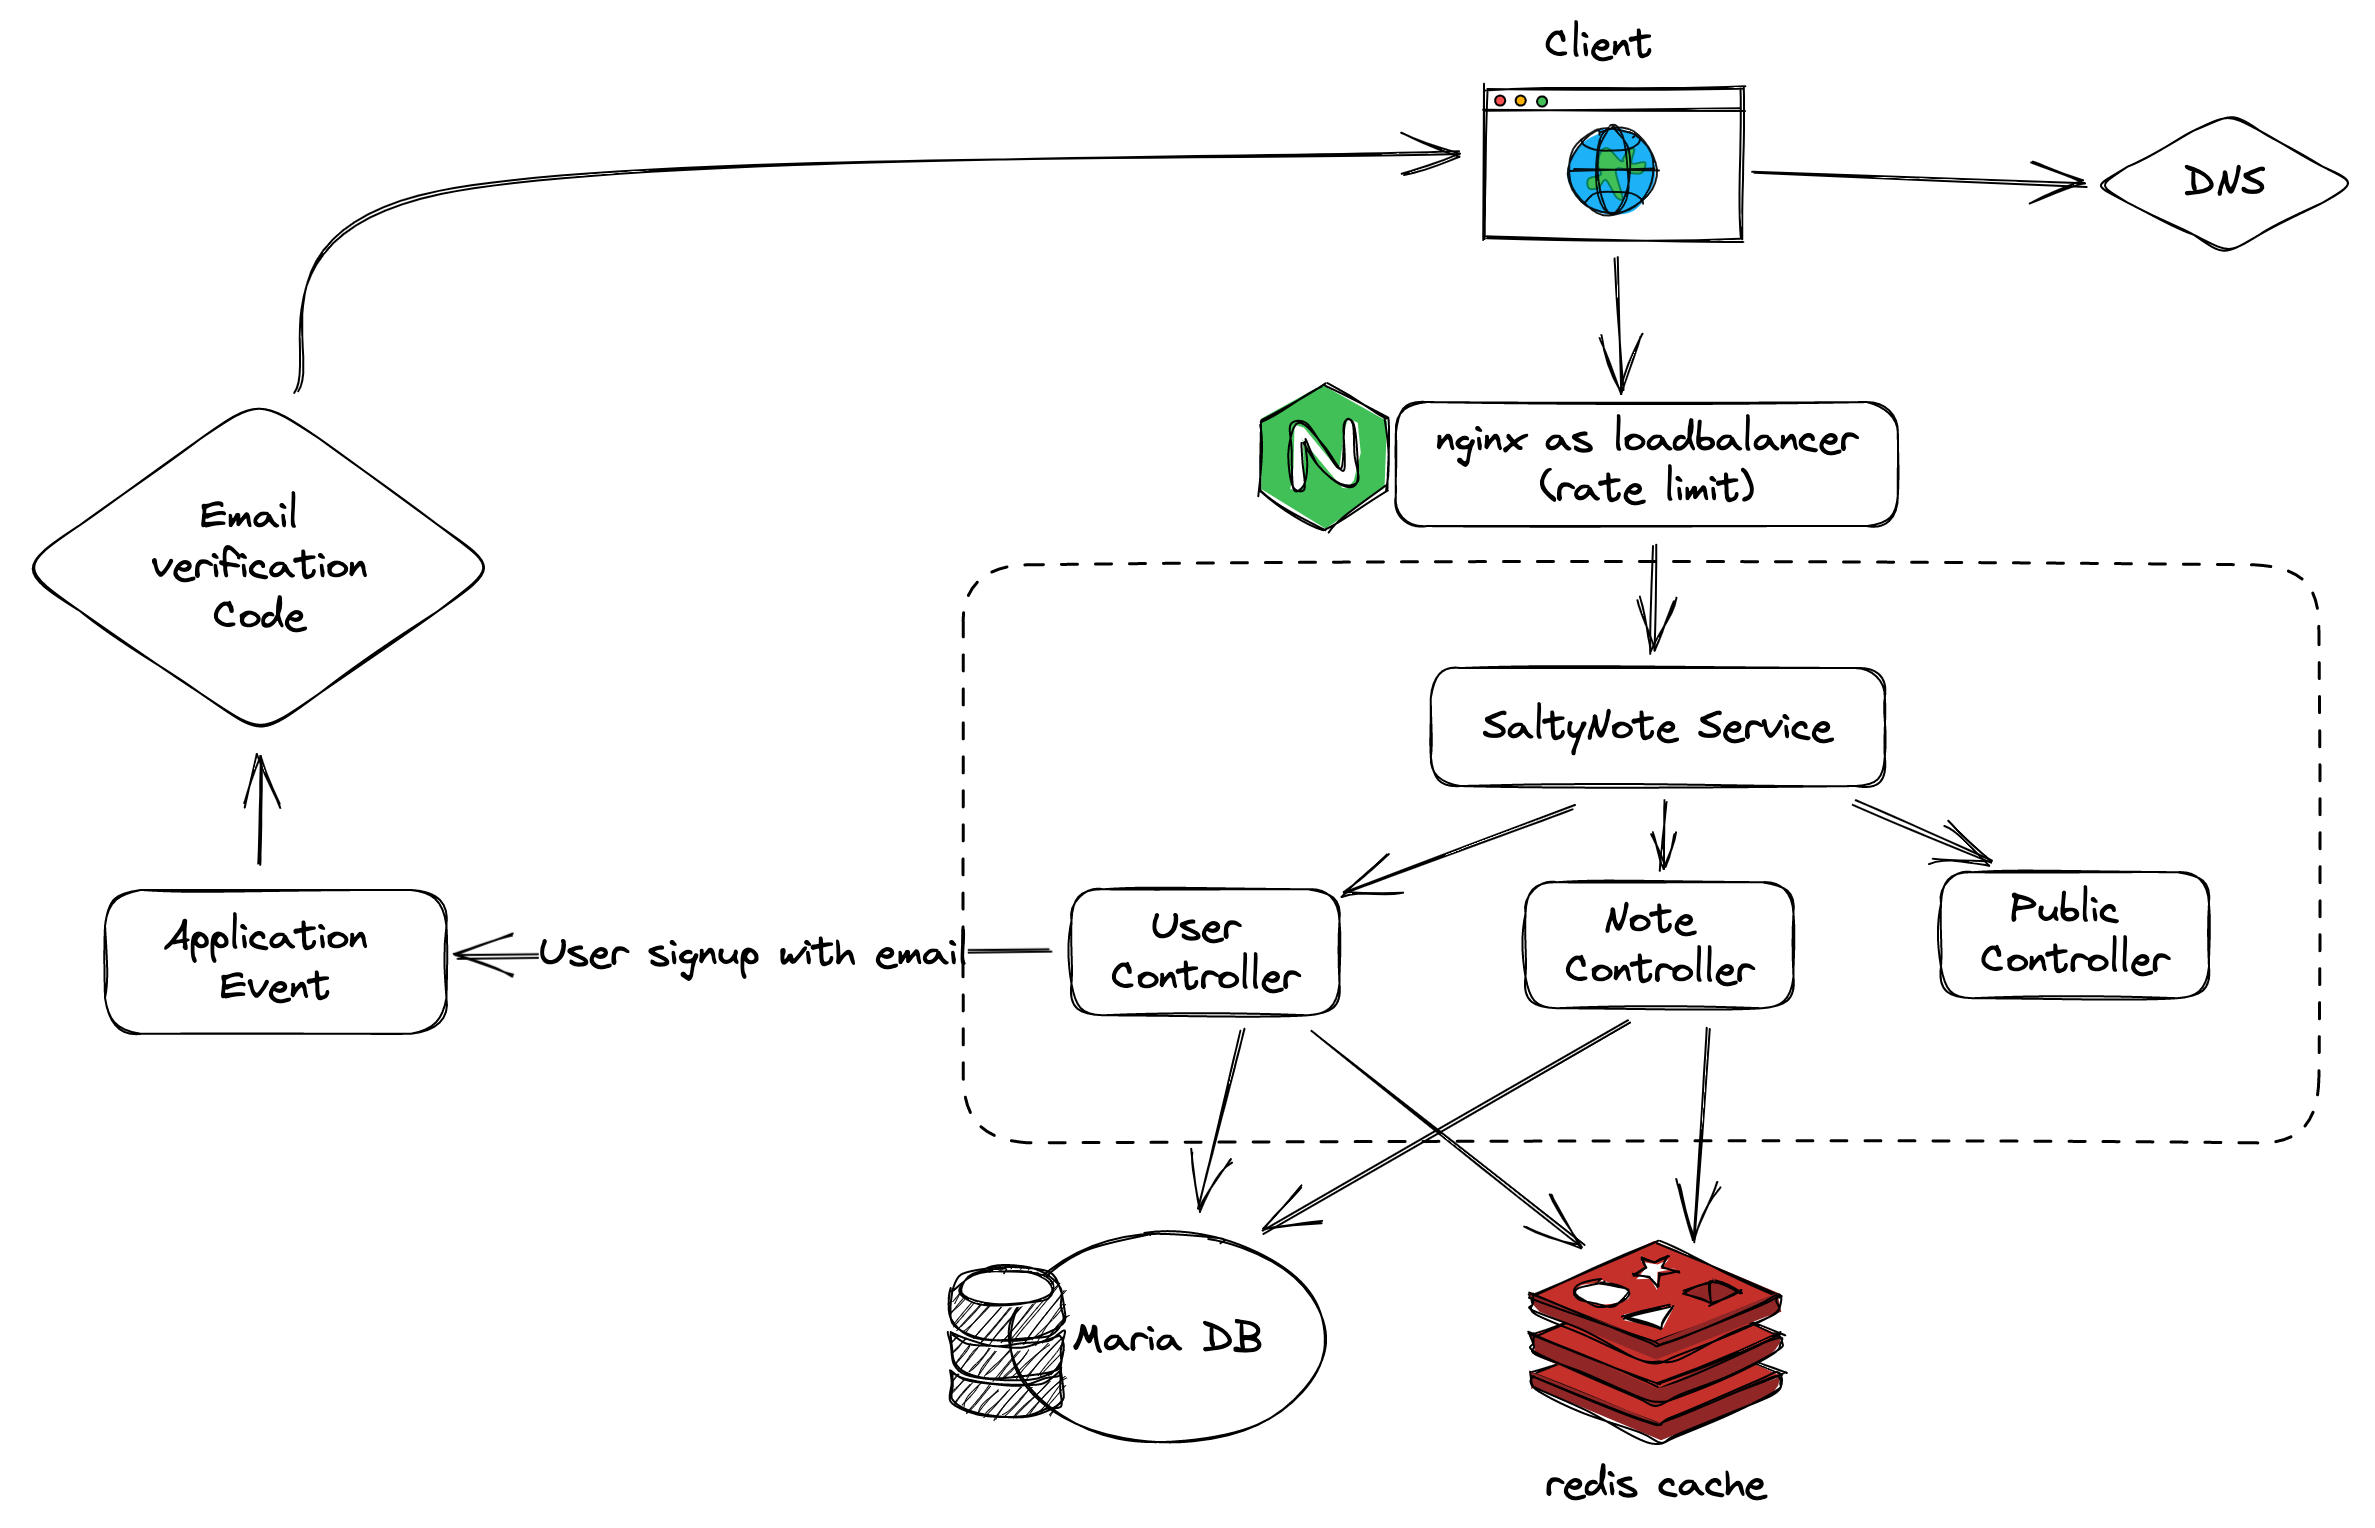 Client
DNS
N
nginx as loadbalancer
(rate limit)
Email
verification
Code
SaltyNote Service
Application
Event
User signup with email
User
Controller
Note
Controller
Public
Controller
Maria DB
redis cache